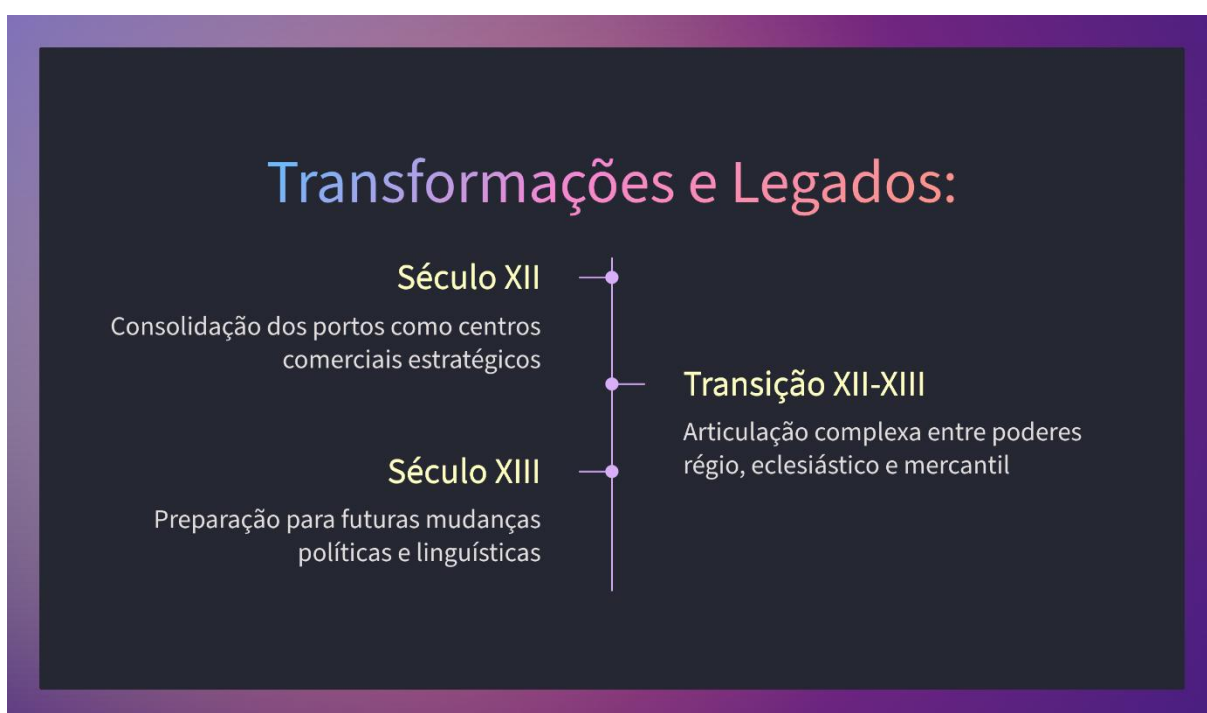 Transformações e Legados:
Século XII
Consolidação dos portos como centros
comerciais estratégicos
Transição XII-XIII
Articulação complexa entre poderes
régio, eclesiástico e mercantil
Século XIII
Preparação para futuras mudanças
políticas e linguísticas